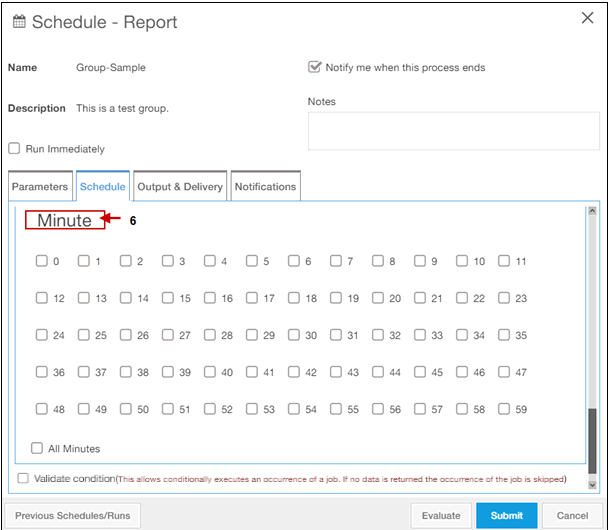 Schedule - Report
Name Group-Sample Notify me when this process ends
Notes
Description This is a test group.
Run Immediately
Parameters Schedule Output & Delivery Notifications
Minute 6
0 1 2 3 4 5 6 7 8 9 10 11
12 13 14 15 16 17 18 19 20 21 22 23
24 25 26 27 28 29 30 31 32 33 34 35
36 37 38 39 40 41 42 43 44 45 46 47
48 49 50 51 52 53 54 55 56 57 58 59
All Minutes
Validate condition(This allows conditionally executes an occurrence of a job. If no data is returned the occurrence of the job is skipped)
Previous Schedules/Runs Evaluate Submit Cancel